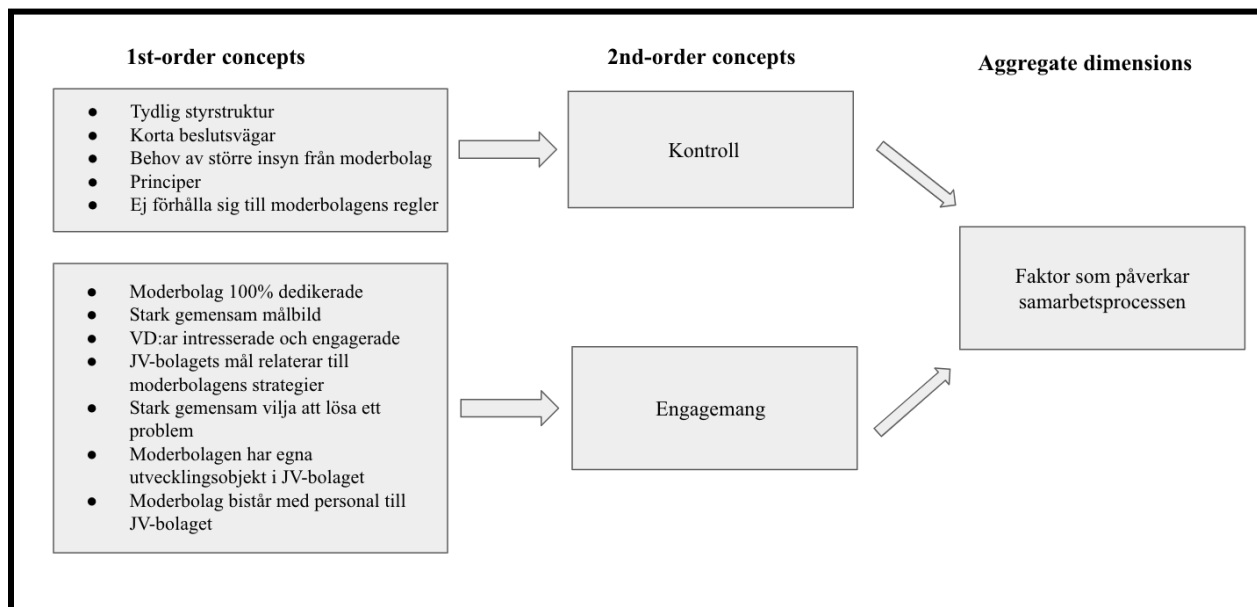 1st-order concepts
2nd-order concepts
Aggregate dimensions
● Tydlig styrstruktur
● Korta beslutsvägar
● Behov av större insyn från moderbolag
● Principer
● Ej förhålla sig till moderbolagens regler
Kontroll
● Moderbolag 100% dedikerade
● Stark gemensam målbild
● VD:ar intresserade och engagerade
● JV-bolagets mål relaterar till
moderbolagens strategier
● Stark gemensam vilja att lösa ett
problem
● Moderbolagen har egna
utvecklingsobjekt i JV-bolaget
● Moderbolag bistår med personal till
JV-bolaget
Engagemang
Faktor som påverkar
samarbetsprocessen